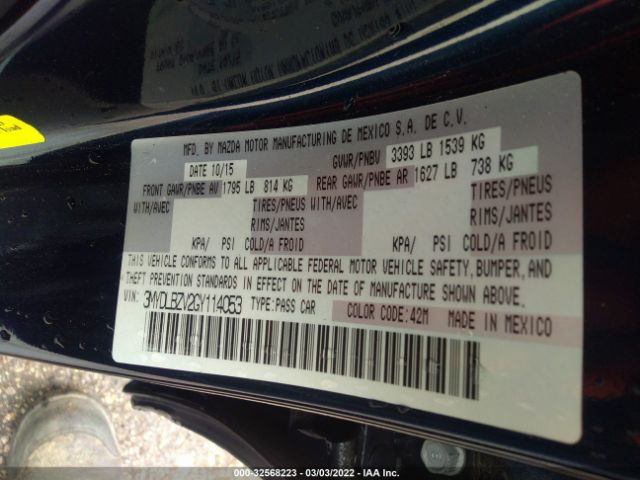 MFD. BY MAZDA MOTOR MANUFACTURING DE MEXICO S.A. DE C.V.
DATE 10/15 GVWR/PNBV 3393 LB 1539 KG
FRONT GAWR/PNBE AV 1795 LB 814 KG REAR GAWR/PNBE AR 1627 LB 738 KG
WITH/AVEC TIRES/PNEUS WITH/AVEC TIRES/PNEUS
RIMS/JANTES RIMS/JANTES
KPA/ PSI COLD/A FROID KPA/ PSI COLD/A FROID
THIS VEHICLE CONFORMS TO ALL APPLICABLE FEDERAL MOTOR VEHICLE SAFETY, BUMPER, AND
THEFT PREVENTION STANDARDS IN EFFECT ON THE DATE OF MANUFACTURE SHOWN ABOVE.
VIN: 3MYDLBZV2GY114053 TYPE:PASS CAR COLOR CODE:42M MADE IN MEXICO
000-32568223 - 03/03/2022 - IAA Inc.